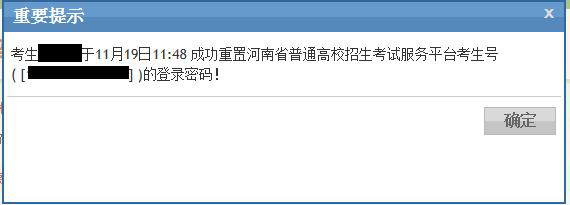 重要提示
x
考生于11月19日11:48 成功重置河南省普通高校招生考试服务平台考生号
( [ ] )的登录密码！
确定